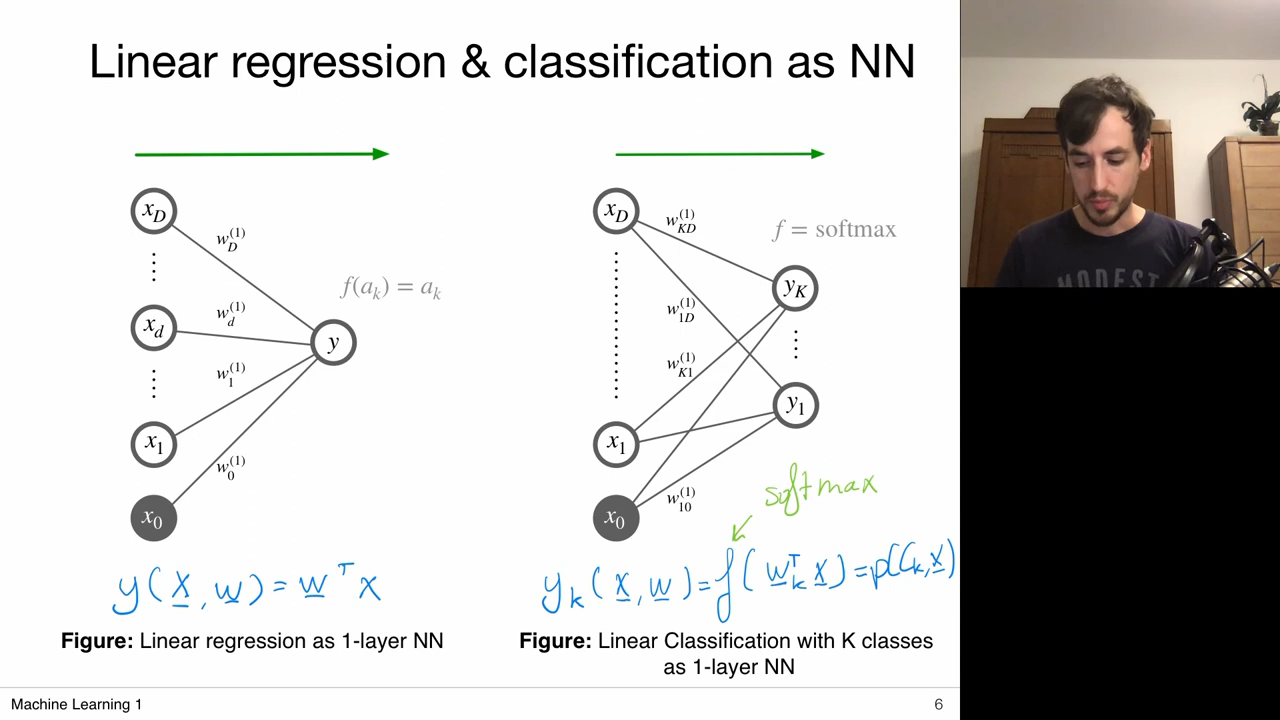 Linear regression & classification as NN
x_D
w_D^(1)
x_d
w_d^(1)
f(a_k) = a_k
y
w_1^(1)
x_1
w_0^(1)
x_0
y(x, w) = w^T x
Figure: Linear regression as 1-layer NN
x_D
w_KD^(1)
f = softmax
y_K
w_1D^(1)
w_K1^(1)
y_1
x_1
w_10^(1)
x_0
softmax
y_k(x, w) = f(w_k^T x) = p(C_k, x)
Figure: Linear Classification with K classes
as 1-layer NN
MODEST
Machine Learning 1
6